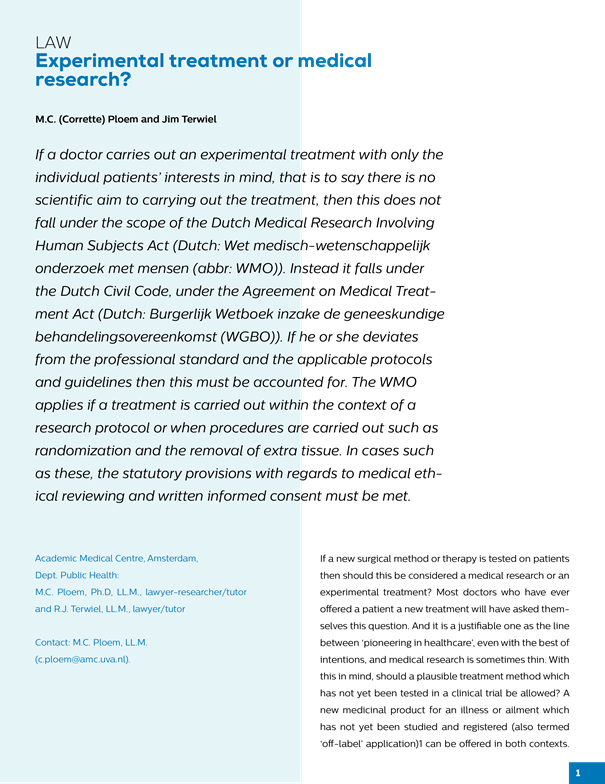 LAW
Experimental treatment or medical
research?
M.C. (Corrette) Ploem and Jim Terwiel
If a doctor carries out an experimental treatment with only the
individual patients' interests in mind, that is to say there is no
scientific aim to carrying out the treatment, then this does not
fall under the scope of the Dutch Medical Research Involving
Human Subjects Act (Dutch: Wet medisch-wetenschappelijk
onderzoek met mensen (abbr: WMO)). Instead it falls under
the Dutch Civil Code, under the Agreement on Medical Treat-
ment Act (Dutch: Burgerlijk Wetboek inzake de geneeskundige
behandelingsovereenkomst (WGBO)). If he or she deviates
from the professional standard and the applicable protocols
and guidelines then this must be accounted for. The WMO
applies if a treatment is carried out within the context of a
research protocol or when procedures are carried out such as
randomization and the removal of extra tissue. In cases such
as these, the statutory provisions with regards to medical eth-
ical reviewing and written informed consent must be met.
Academic Medical Centre, Amsterdam,
Dept. Public Health:
M.C. Ploem, Ph.D, LL.M., lawyer-researcher/tutor
and R.J. Terwiel, LL.M., lawyer/tutor
Contact: M.C. Ploem, LL.M.
(c.ploem@amc.uva.nl).
If a new surgical method or therapy is tested on patients
then should this be considered a medical research or an
experimental treatment? Most doctors who have ever
offered a patient a new treatment will have asked them-
selves this question. And it is a justifiable one as the line
between 'pioneering in healthcare', even with the best of
intentions, and medical research is sometimes thin. With
this in mind, should a plausible treatment method which
has not yet been tested in a clinical trial be allowed? A
new medicinal product for an illness or ailment which
has not yet been studied and registered (also termed
'off-label' application)1 can be offered in both contexts.
1